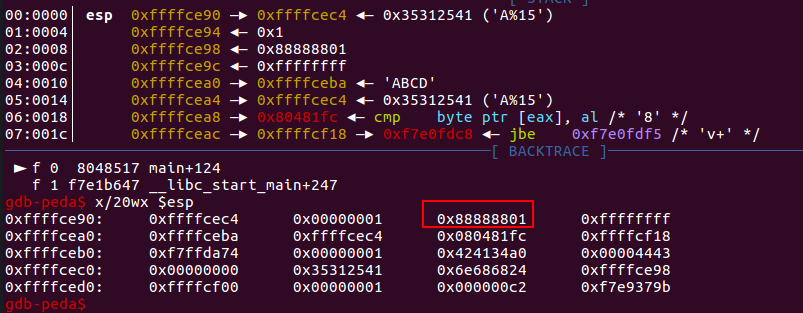 [ STACK ]
00:0000│ esp 0xffffce90 —▸ 0xffffcec4 ◂— 0x35312541 ('A%15')
01:0004│ 0xffffce94 ◂— 0x1
02:0008│ 0xffffce98 ◂— 0x88888801
03:000c│ 0xffffce9c ◂— 0xffffffff
04:0010│ 0xffffcea0 —▸ 0xffffceba ◂— 'ABCD'
05:0014│ 0xffffcea4 —▸ 0xffffcec4 ◂— 0x35312541 ('A%15')
06:0018│ 0xffffcea8 —▸ 0x80481fc ◂— cmp byte ptr [eax], al /* '8' */
07:001c│ 0xffffceac —▸ 0xffffcf18 —▸ 0xf7e0fdc8 ◂— jbe 0xf7e0fdf5 /* 'v+' */
[ BACKTRACE ]
► f 0 8048517 main+124
f 1 f7e1b647 __libc_start_main+247
gdb-peda$ x/20wx $esp
0xffffce90: 0xffffcec4 0x00000001 0x88888801 0xffffffff
0xffffcea0: 0xffffceba 0xffffcec4 0x080481fc 0xffffcf18
0xffffceb0: 0xf7ffda74 0x00000001 0x424134a0 0x00004443
0xffffcec0: 0x00000000 0x35312541 0x6e686824 0xffffce98
0xffffced0: 0xffffcf00 0x00000001 0x000000c2 0xf7e9379b
gdb-peda$